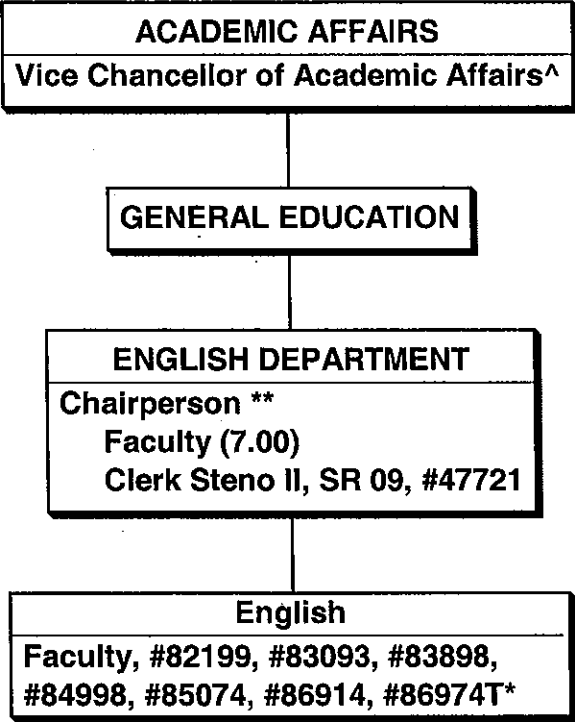 ACADEMIC AFFAIRS
Vice Chancellor of Academic Affairs^
GENERAL EDUCATION
ENGLISH DEPARTMENT
Chairperson **
Faculty (7.00)
Clerk Steno II, SR 09, #47721
English
Faculty, #82199, #83093, #83898,
#84998, #85074, #86914, #86974T*